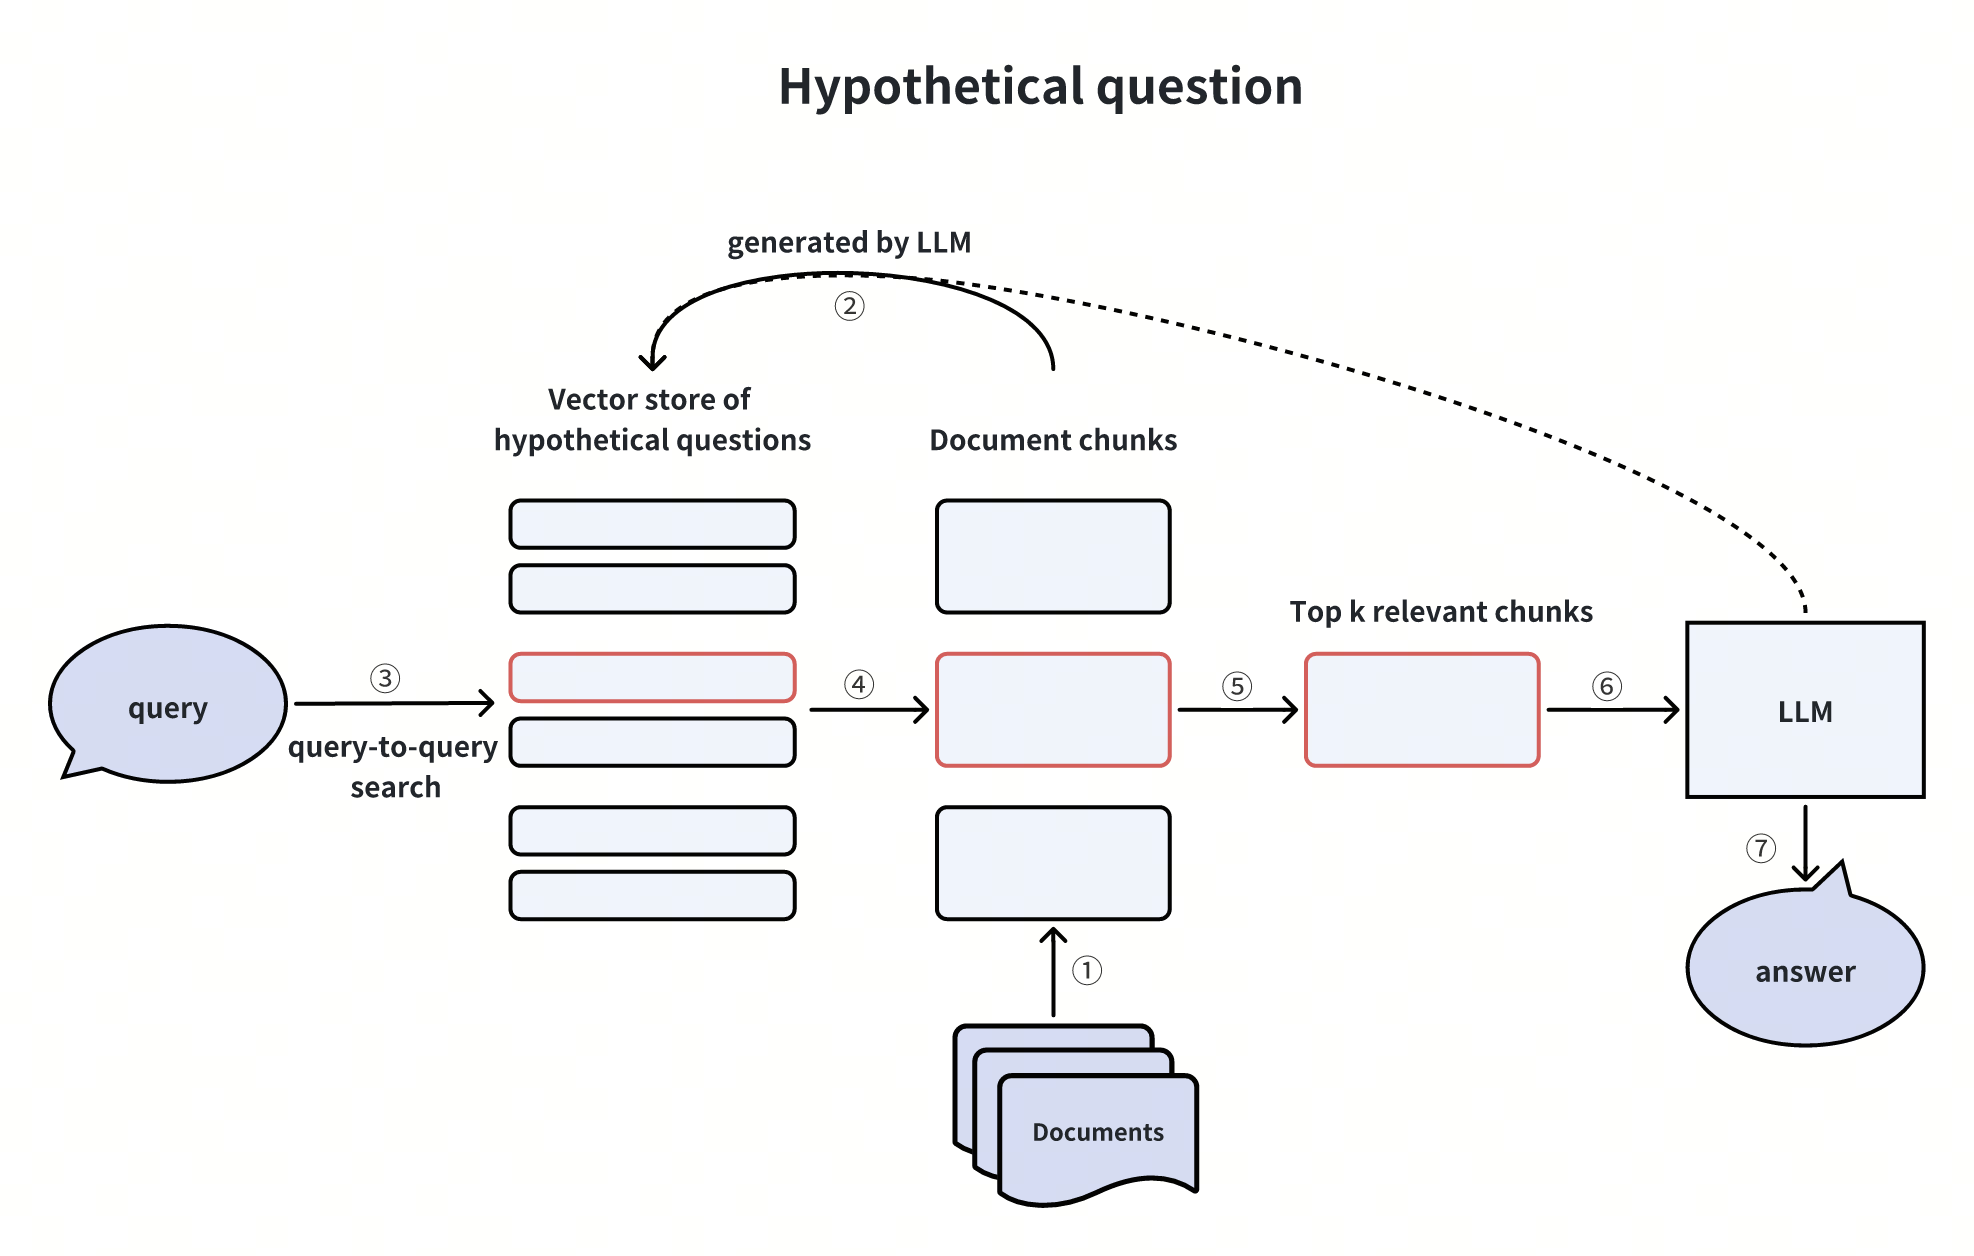 Hypothetical question
generated by LLM
②
Vector store of
hypothetical questions
Document chunks
Top k relevant chunks
query
③
query-to-query
search
④
⑤
⑥
LLM
⑦
answer
①
Documents